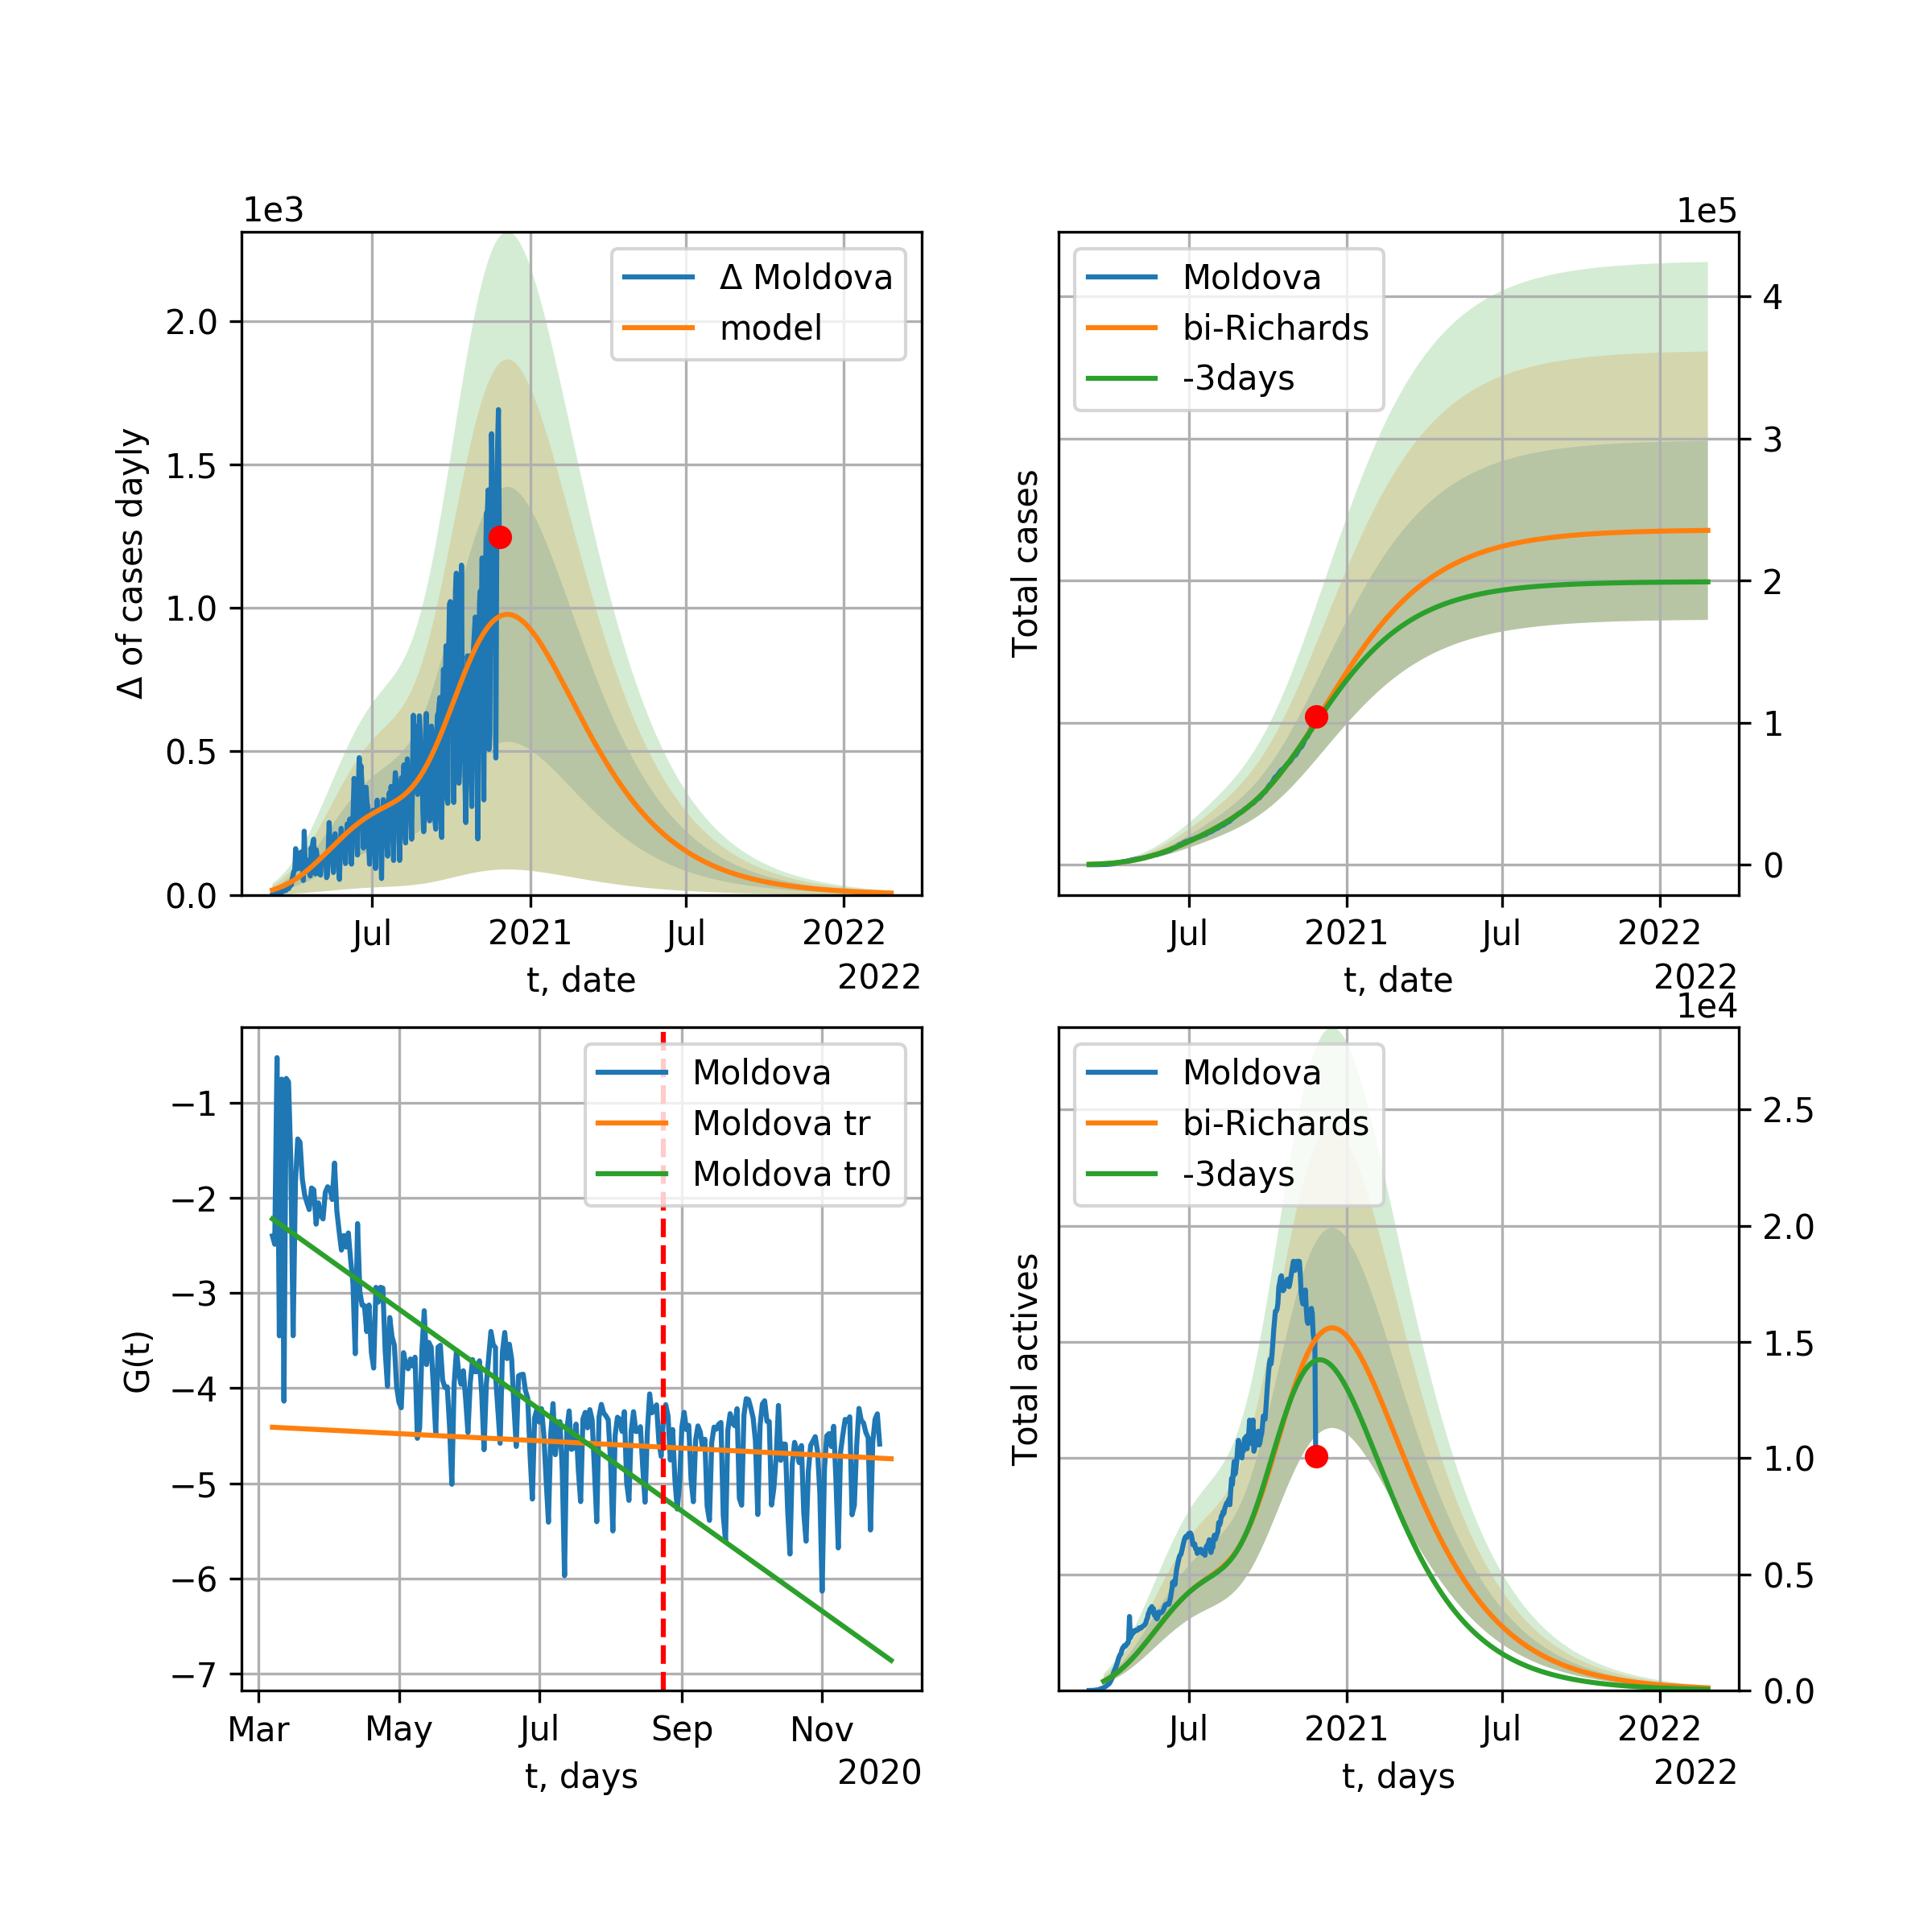 1e3
Δ of cases dayly
2.0
1.5
1.0
0.5
0.0
Δ Moldova
model
Jul 2021 Jul 2022
t, date
2022
1e5
Total cases
Moldova
bi-Richards
-3days
4
3
2
1
0
Jul 2021 Jul 2022
t, date
2022
G(t)
−1
−2
−3
−4
−5
−6
−7
Moldova
Moldova tr
Moldova tr0
Mar May Jul Sep Nov
t, days
2020
1e4
Total actives
Moldova
bi-Richards
-3days
2.5
2.0
1.5
1.0
0.5
0.0
Jul 2021 Jul 2022
t, days
2022